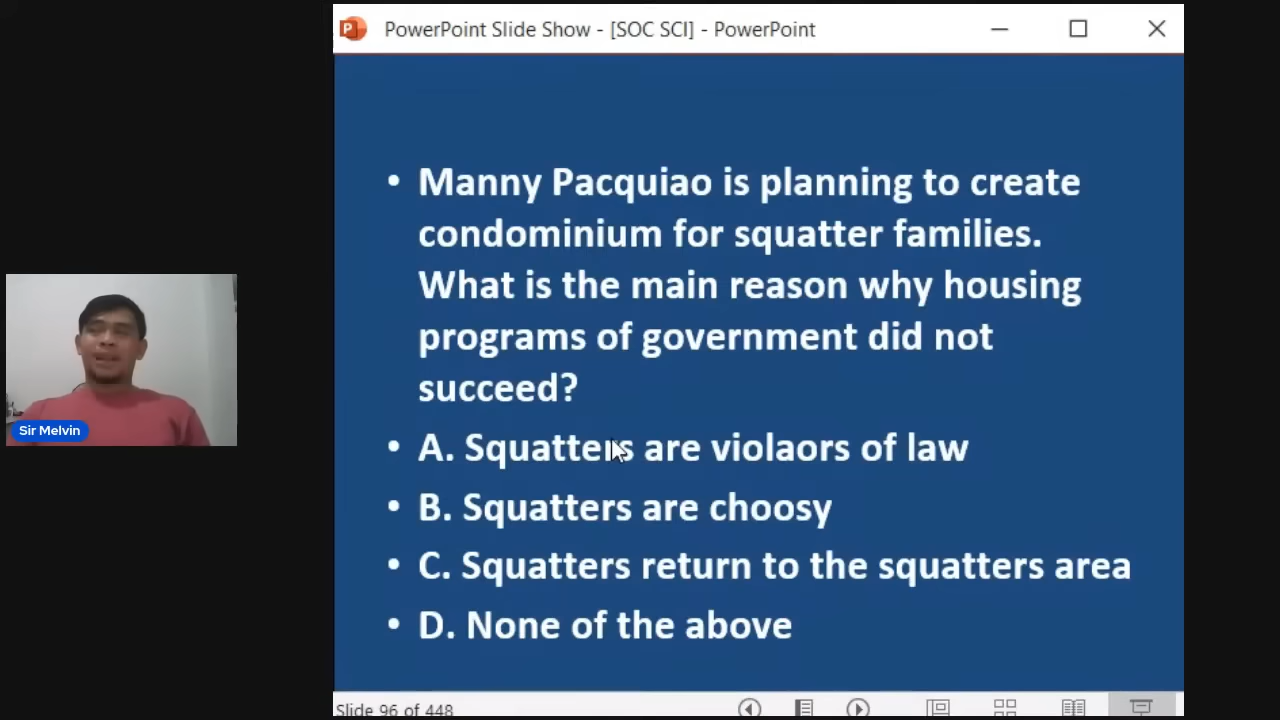 PowerPoint Slide Show - [SOC SCI] - PowerPoint
• Manny Pacquiao is planning to create
condominium for squatter families.
What is the main reason why housing
programs of government did not
succeed?
• A. Squatters are violaors of law
• B. Squatters are choosy
• C. Squatters return to the squatters area
• D. None of the above
Sir Melvin
Slide 96 of 448